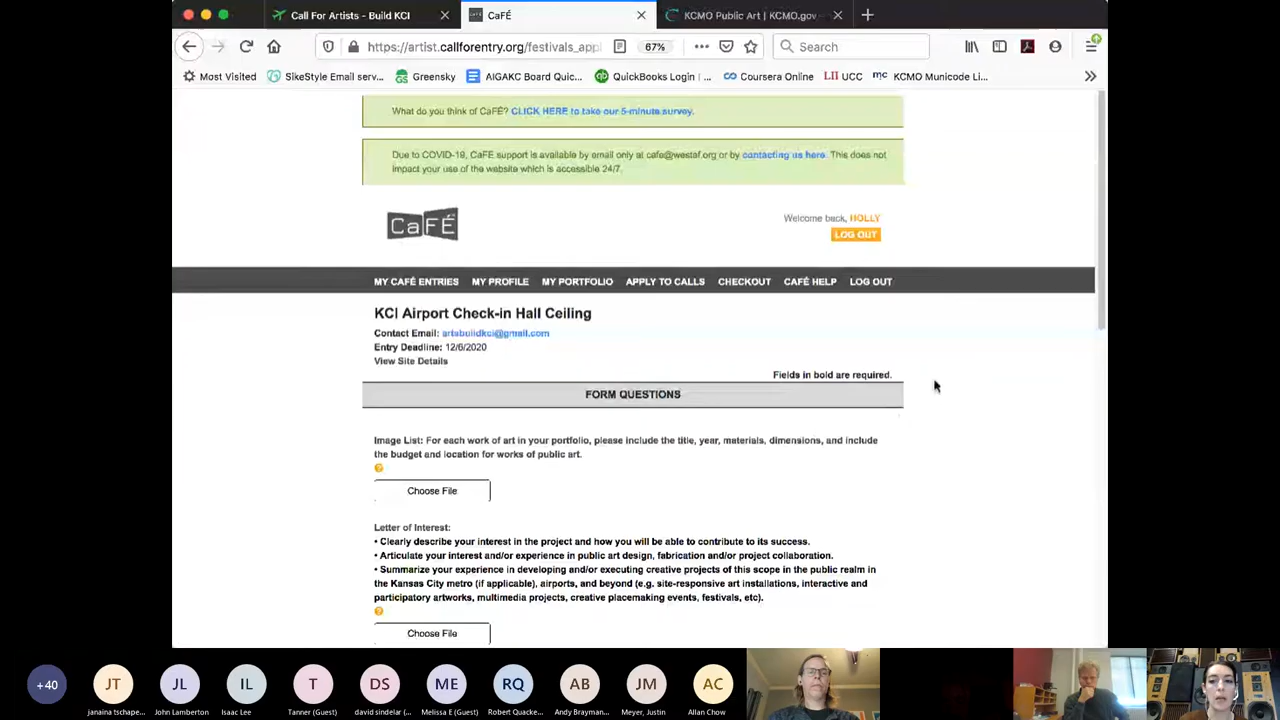 Call For Artists - Build KCI
CaFÉ
KCMO Public Art | KCMO.gov
https://artist.callforentry.org/festivals_appl
67%
Search
Most Visited
SikeStyle Email serv...
Greensky
AIGAKC Board Quic...
QuickBooks Login | ...
Coursera Online
LII UCC
mc KCMO Municode Li...
What do you think of CaFÉ? CLICK HERE to take our 5-minute survey.
Due to COVID-19, CaFE support is available by email only at cafe@westaf.org or by contacting us here. This does not
impact your use of the website which is accessible 24/7.
CaFÉ
Welcome back, HOLLY
LOG OUT
MY CAFÉ ENTRIES MY PROFILE MY PORTFOLIO APPLY TO CALLS CHECKOUT CAFÉ HELP LOG OUT
KCI Airport Check-in Hall Ceiling
Contact Email: artsbuildkci@gmail.com
Entry Deadline: 12/6/2020
View Site Details
Fields in bold are required.
FORM QUESTIONS
Image List: For each work of art in your portfolio, please include the title, year, materials, dimensions, and include
the budget and location for works of public art.
?
Choose File
Letter of Interest:
• Clearly describe your interest in the project and how you will be able to contribute to its success.
• Articulate your interest and/or experience in public art design, fabrication and/or project collaboration.
• Summarize your experience in developing and/or executing creative projects of this scope in the public realm in
the Kansas City metro (if applicable), airports, and beyond (e.g. site-responsive art installations, interactive and
participatory artworks, multimedia projects, creative placemaking events, festivals, etc).
?
Choose File
+40 JT JL IL T DS ME RQ AB JM AC
janaina tschape...
John Lamberton
Isaac Lee
Tanner (Guest)
david sindelar (...
Melissa E (Guest)
Robert Quacke...
Andy Brayman...
Meyer, Justin
Allan Chow